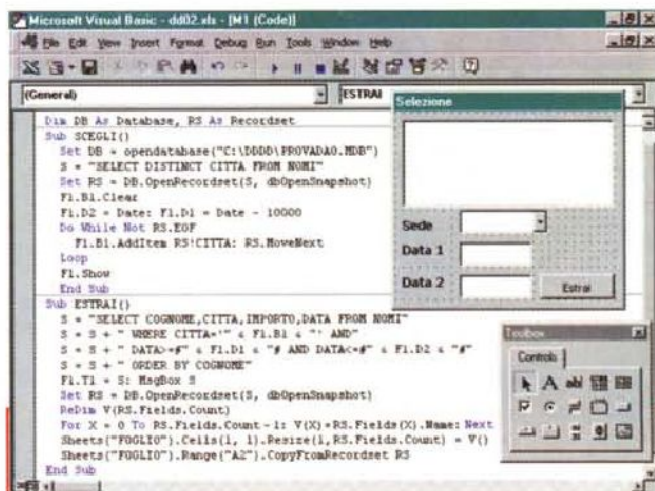 Microsoft Visual Basic - dd02.xls - [M1 (Code)]
File Edit View Insert Format Debug Run Tools Window Help
(General) ESTRAI
Dim DB As Database, RS As Recordset
Sub SCEGLI()
Set DB = opendatabase("C:\DDDD\PROVADAO.MDB")
S = "SELECT DISTINCT CITTA FROM NOMI"
Set RS = DB.OpenRecordset(S, dbOpenSnapshot)
F1.B1.Clear
F1.D2 = Date: F1.D1 = Date - 10000
Do While Not RS.EOF
F1.B1.AddItem RS!CITTA: RS.MoveNext
Loop
F1.Show
End Sub
Sub ESTRAI()
S = "SELECT COGNOME,CITTA,IMPORTO,DATA FROM NOMI"
S = S + " WHERE CITTA='" & F1.B1 & "' AND"
S = S + " DATA>=#" & F1.D1 & "# AND DATA<=#" & F1.D2 & "#"
S = S + " ORDER BY COGNOME"
F1.T1 = S: MsgBox S
Set RS = DB.OpenRecordset(S, dbOpenSnapshot)
ReDim V(RS.Fields.Count)
For X = 0 To RS.Fields.Count - 1: V(X) = RS.Fields(X).Name: Next
Sheets("FOGLIO").Cells(1, 1).Resize(1, RS.Fields.Count) = V()
Sheets("FOGLIO").Range("A2").CopyFromRecordset RS
End Sub
Selezione
Sede
Data 1
Data 2
Estrai
Toolbox
Controls
A
ab